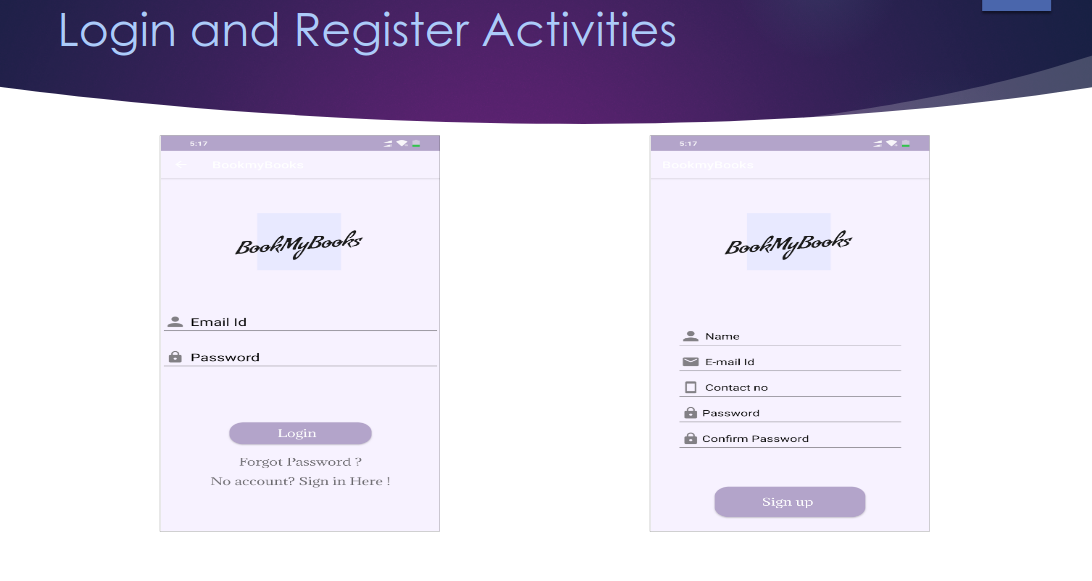 Login and Register Activities
5:17
BookmyBooks
BookMyBooks
Email Id
Password
Login
Forgot Password ?
No account? Sign in Here !
5:17
BookmyBooks
BookMyBooks
Name
E-mail Id
Contact no
Password
Confirm Password
Sign up